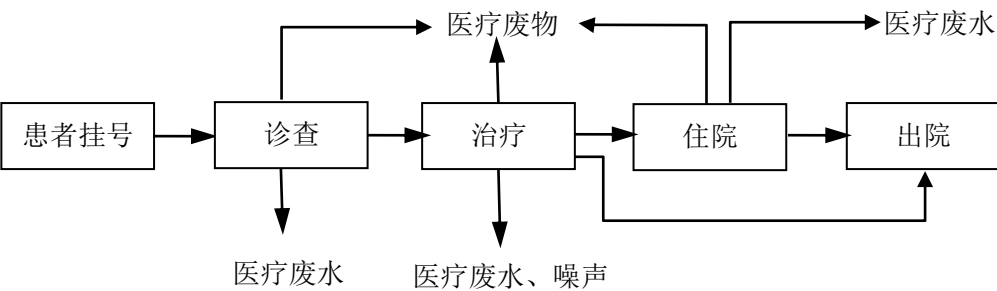 医疗废物
医疗废水
患者挂号
诊查
治疗
住院
出院
医疗废水
医疗废水、噪声